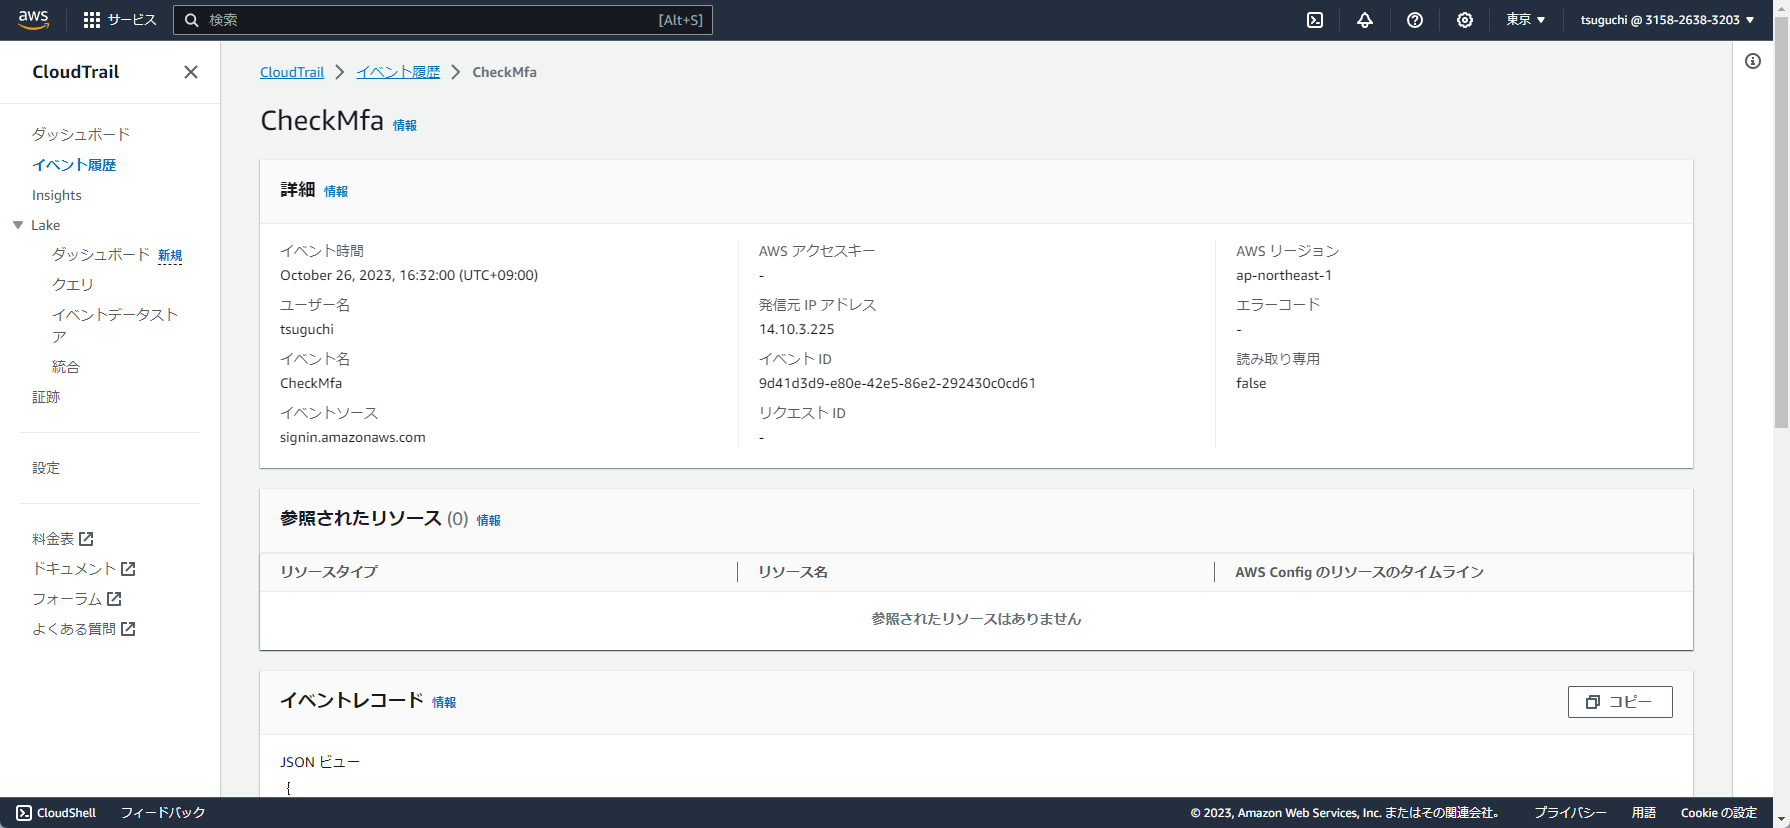 aws
サービス
検索
[Alt+S]
東京
tsuguchi @ 3158-2638-3203
CloudTrail
ダッシュボード
イベント履歴
Insights
Lake
ダッシュボード 新規
クエリ
イベントデータスト
ア
統合
証跡
設定
料金表
ドキュメント
フォーラム
よくある質問
CloudTrail
イベント履歴
CheckMfa
CheckMfa 情報
詳細 情報
イベント時間
October 26, 2023, 16:32:00 (UTC+09:00)
ユーザー名
tsuguchi
イベント名
CheckMfa
イベントソース
signin.amazonaws.com
AWS アクセスキー
-
発信元 IP アドレス
14.10.3.225
イベント ID
9d41d3d9-e80e-42e5-86e2-292430c0cd61
リクエスト ID
-
AWS リージョン
ap-northeast-1
エラーコード
-
読み取り専用
false
参照されたリソース (0) 情報
リソースタイプ
リソース名
AWS Config のリソースのタイムライン
参照されたリソースはありません
イベントレコード 情報
コピー
JSON ビュー
{
CloudShell
フィードバック
© 2023, Amazon Web Services, Inc. またはその関連会社。
プライバシー
用語
Cookie の設定